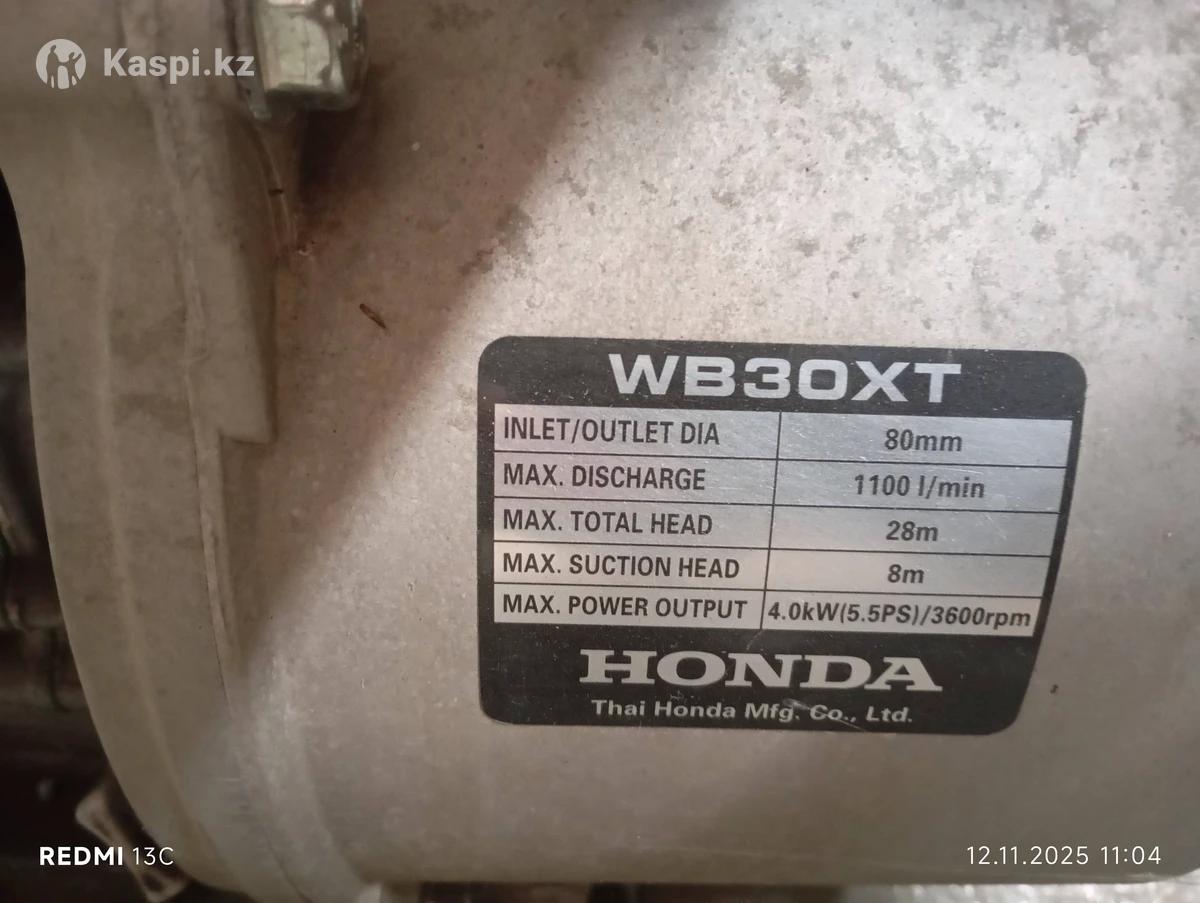 Kaspi.kz
WB30XT
INLET/OUTLET DIA 80mm
MAX. DISCHARGE 1100 l/min
MAX. TOTAL HEAD 28m
MAX. SUCTION HEAD 8m
MAX. POWER OUTPUT 4.0kW(5.5PS)/3600rpm
HONDA
Thai Honda Mfg. Co., Ltd.
REDMI 13C
12.11.2025 11:04